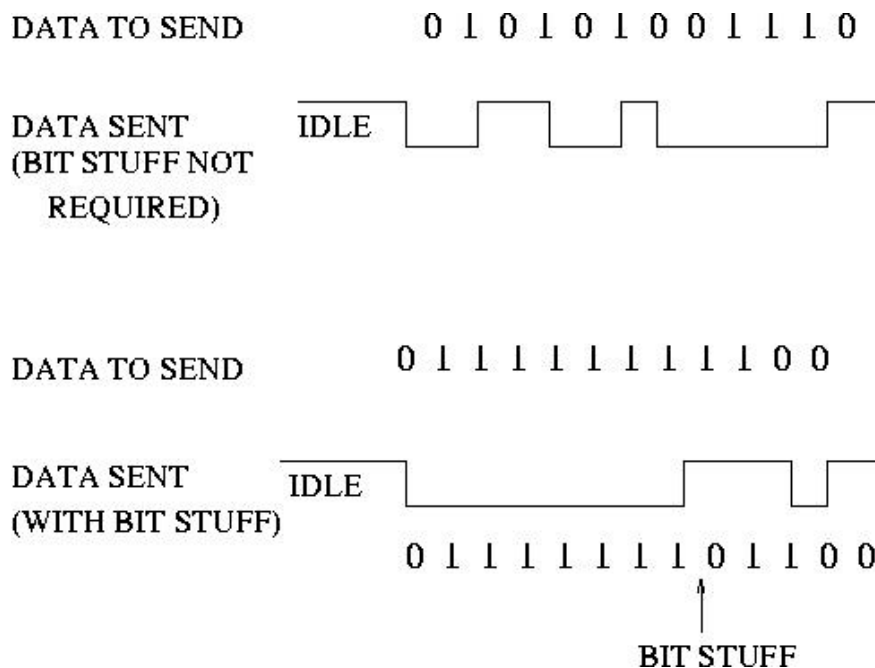 DATA TO SEND 0 1 0 1 0 1 0 0 1 1 1 0
DATA SENT IDLE
(BIT STUFF NOT
REQUIRED)
DATA TO SEND 0 1 1 1 1 1 1 1 1 1 0 0
DATA SENT IDLE
(WITH BIT STUFF)
0 1 1 1 1 1 1 1 0 1 1 0 0
BIT STUFF